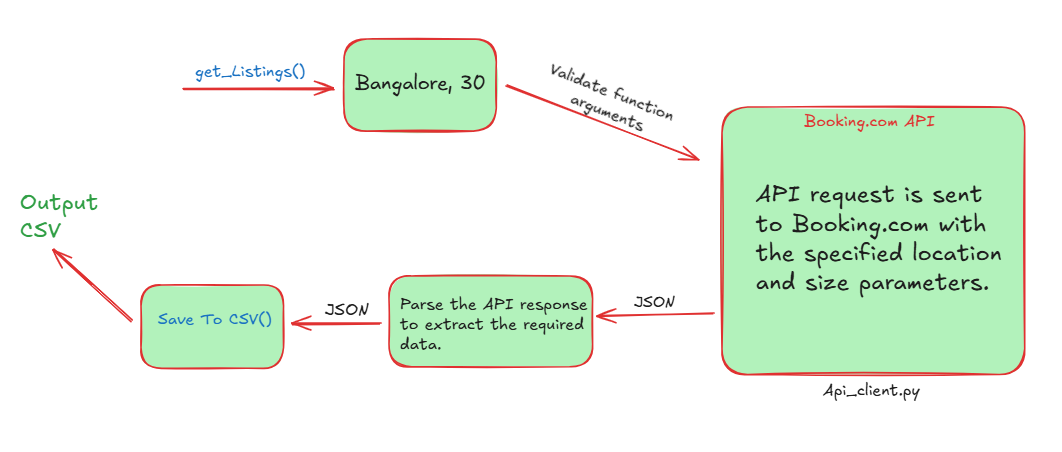 get_Listings()
Bangalore, 30
Validate function
arguments
Booking.com API
API request is sent
to Booking.com with
the specified location
and size parameters.
Api_client.py
JSON
Parse the API response
to extract the required
data.
JSON
Save To CSV()
Output
CSV